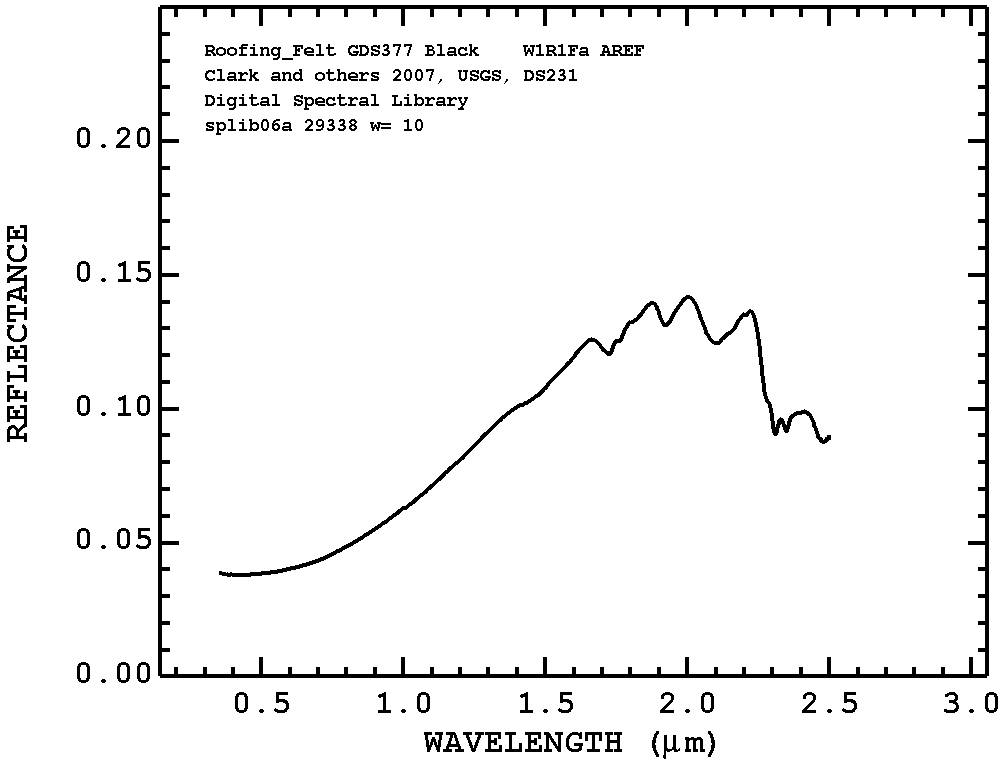 Roofing_Felt GDS377 Black W1R1Fa AREF
Clark and others 2007, USGS, DS231
Digital Spectral Library
splib06a 29338 w= 10
REFLECTANCE
0.20
0.15
0.10
0.05
0.00
0.5 1.0 1.5 2.0 2.5 3.0
WAVELENGTH (μm)